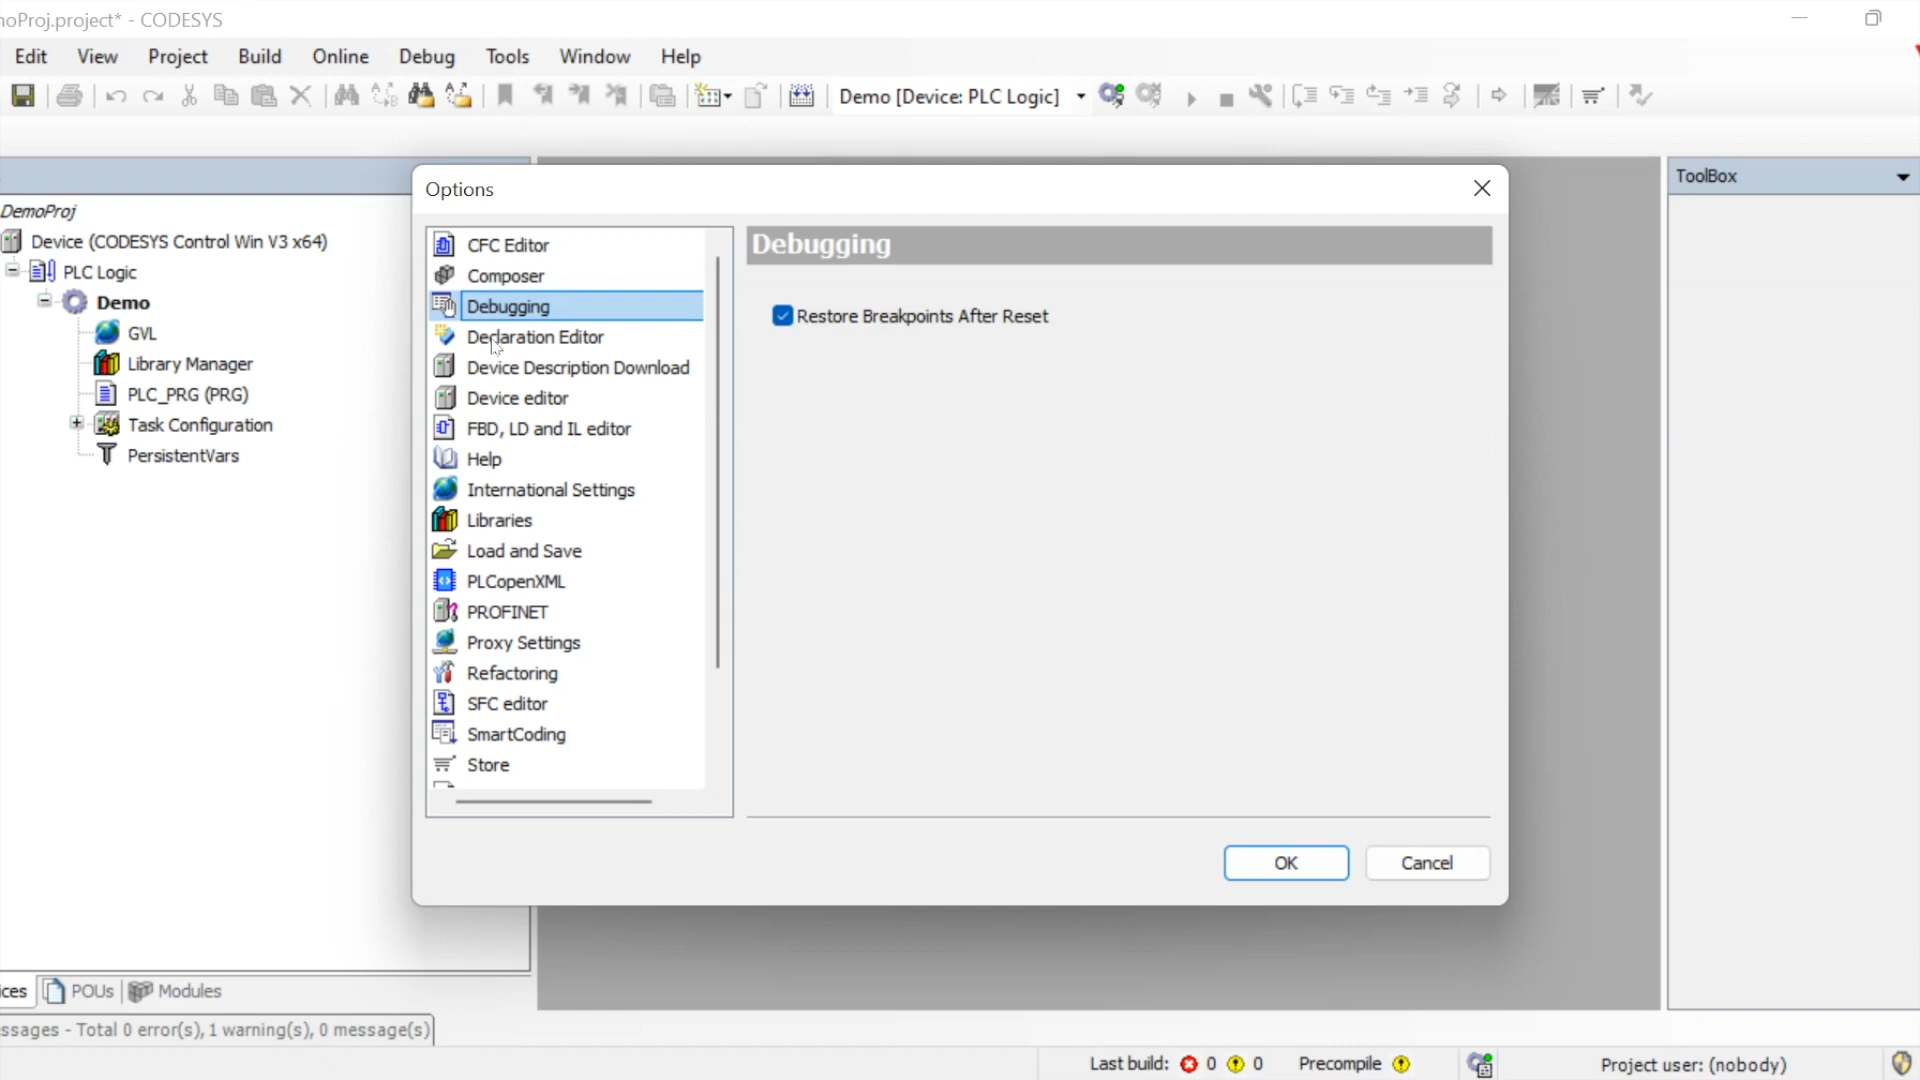 oProj.project* - CODESYS
Edit View Project Build Online Debug Tools Window Help
Demo [Device: PLC Logic]
DemoProj
Device (CODESYS Control Win V3 x64)
PLC Logic
Demo
GVL
Library Manager
PLC_PRG (PRG)
Task Configuration
PersistentVars
Options
CFC Editor
Composer
Debugging
Declaration Editor
Device Description Download
Device editor
FBD, LD and IL editor
Help
International Settings
Libraries
Load and Save
PLCopenXML
PROFINET
Proxy Settings
Refactoring
SFC editor
SmartCoding
Store
Debugging
Restore Breakpoints After Reset
OK Cancel
ToolBox
ices POUs Modules
ssages - Total 0 error(s), 1 warning(s), 0 message(s)
Last build: 0 0 Precompile Project user: (nobody)